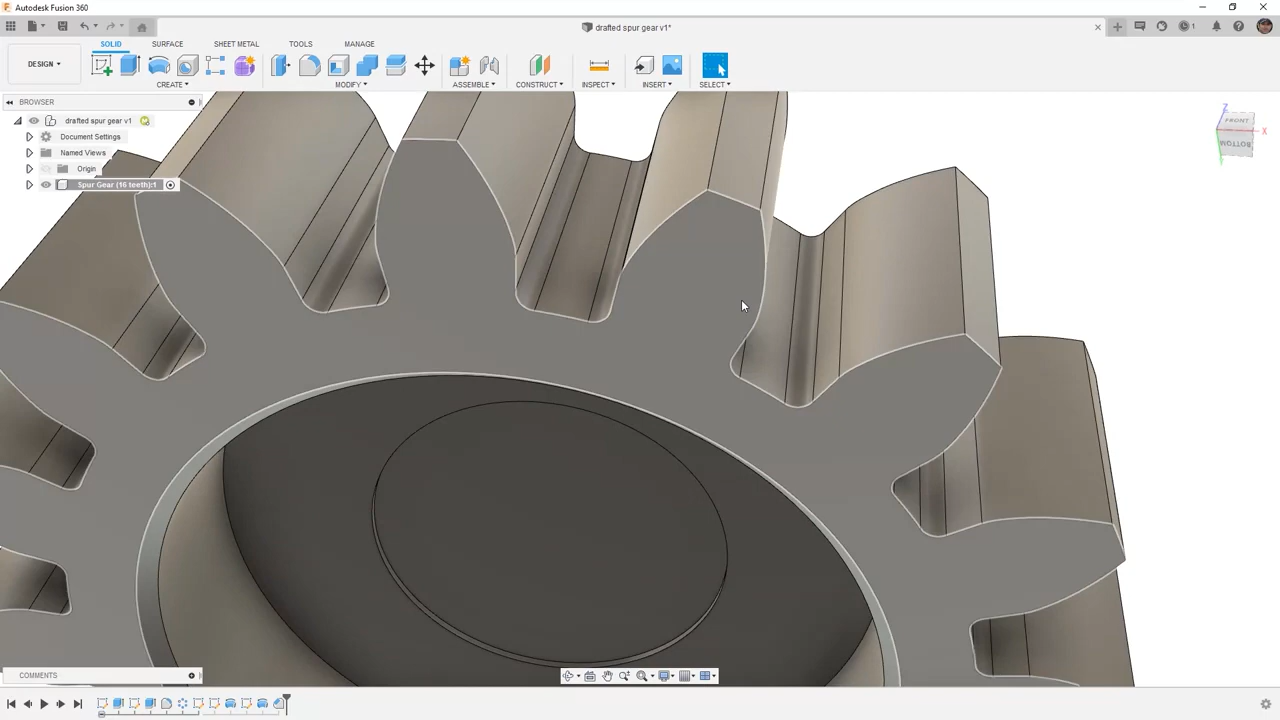 Autodesk Fusion 360
drafted spur gear v1*
1
SOLID SURFACE SHEET METAL TOOLS MANAGE
DESIGN
CREATE MODIFY ASSEMBLE CONSTRUCT INSPECT INSERT SELECT
BROWSER
drafted spur gear v1
Document Settings
Named Views
Origin
Spur Gear (16 teeth):1
Z
FRONT
X
BOTTOM
COMMENTS